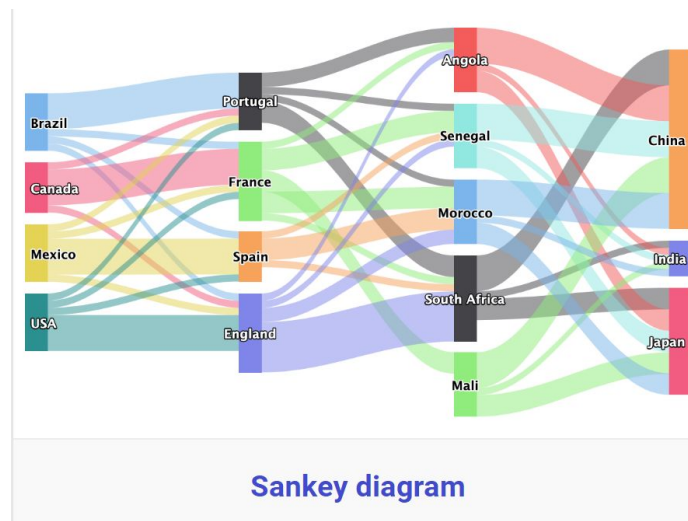 Brazil
Canada
Mexico
USA
Portugal
France
Spain
England
Angola
Senegal
Morocco
South Africa
Mali
China
India
Japan
Sankey diagram